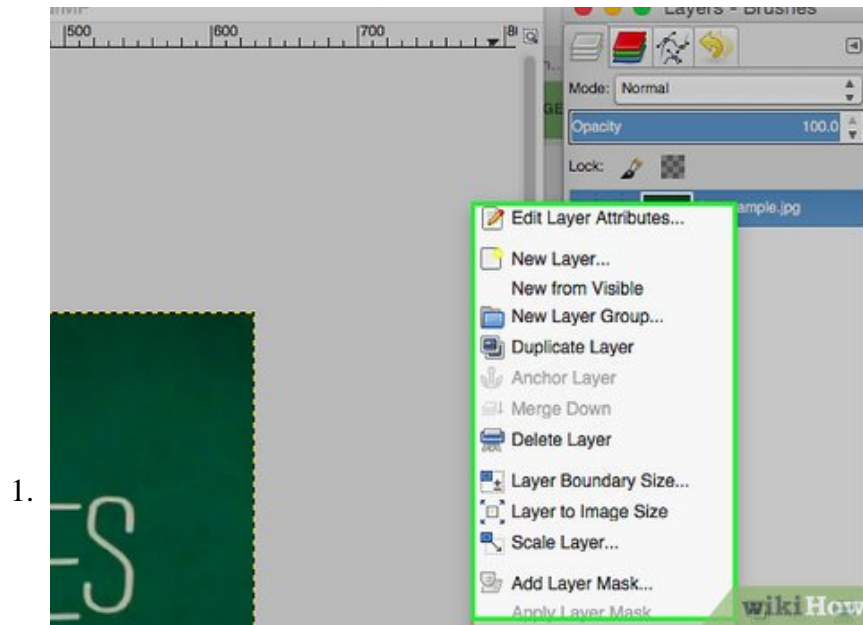 Layers - Brushes
500 600 700
Mode: Normal
Opacity 100.0
Lock:
ample.jpg
Edit Layer Attributes...
New Layer...
New from Visible
New Layer Group...
Duplicate Layer
Anchor Layer
Merge Down
Delete Layer
Layer Boundary Size...
Layer to Image Size
Scale Layer...
Add Layer Mask...
Apply Layer Mask
1.
ES
wikiHow